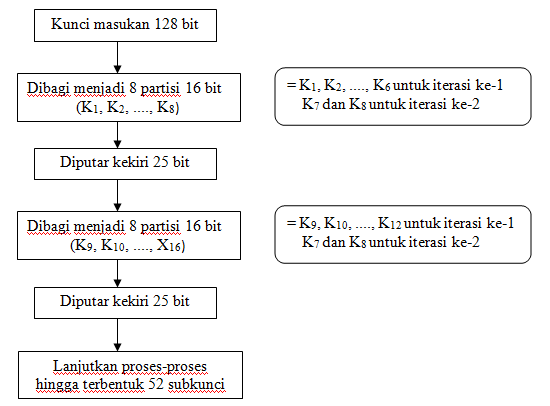 Kunci masukan 128 bit
Dibagi menjadi 8 partisi 16 bit
(K1, K2, ...., K8)
= K1, K2, ...., K6 untuk iterasi ke-1
K7 dan K8 untuk iterasi ke-2
Diputar kekiri 25 bit
Dibagi menjadi 8 partisi 16 bit
(K9, K10, ...., X16)
= K9, K10, ...., K12 untuk iterasi ke-1
K7 dan K8 untuk iterasi ke-2
Diputar kekiri 25 bit
Lanjutkan proses-proses
hingga terbentuk 52 subkunci